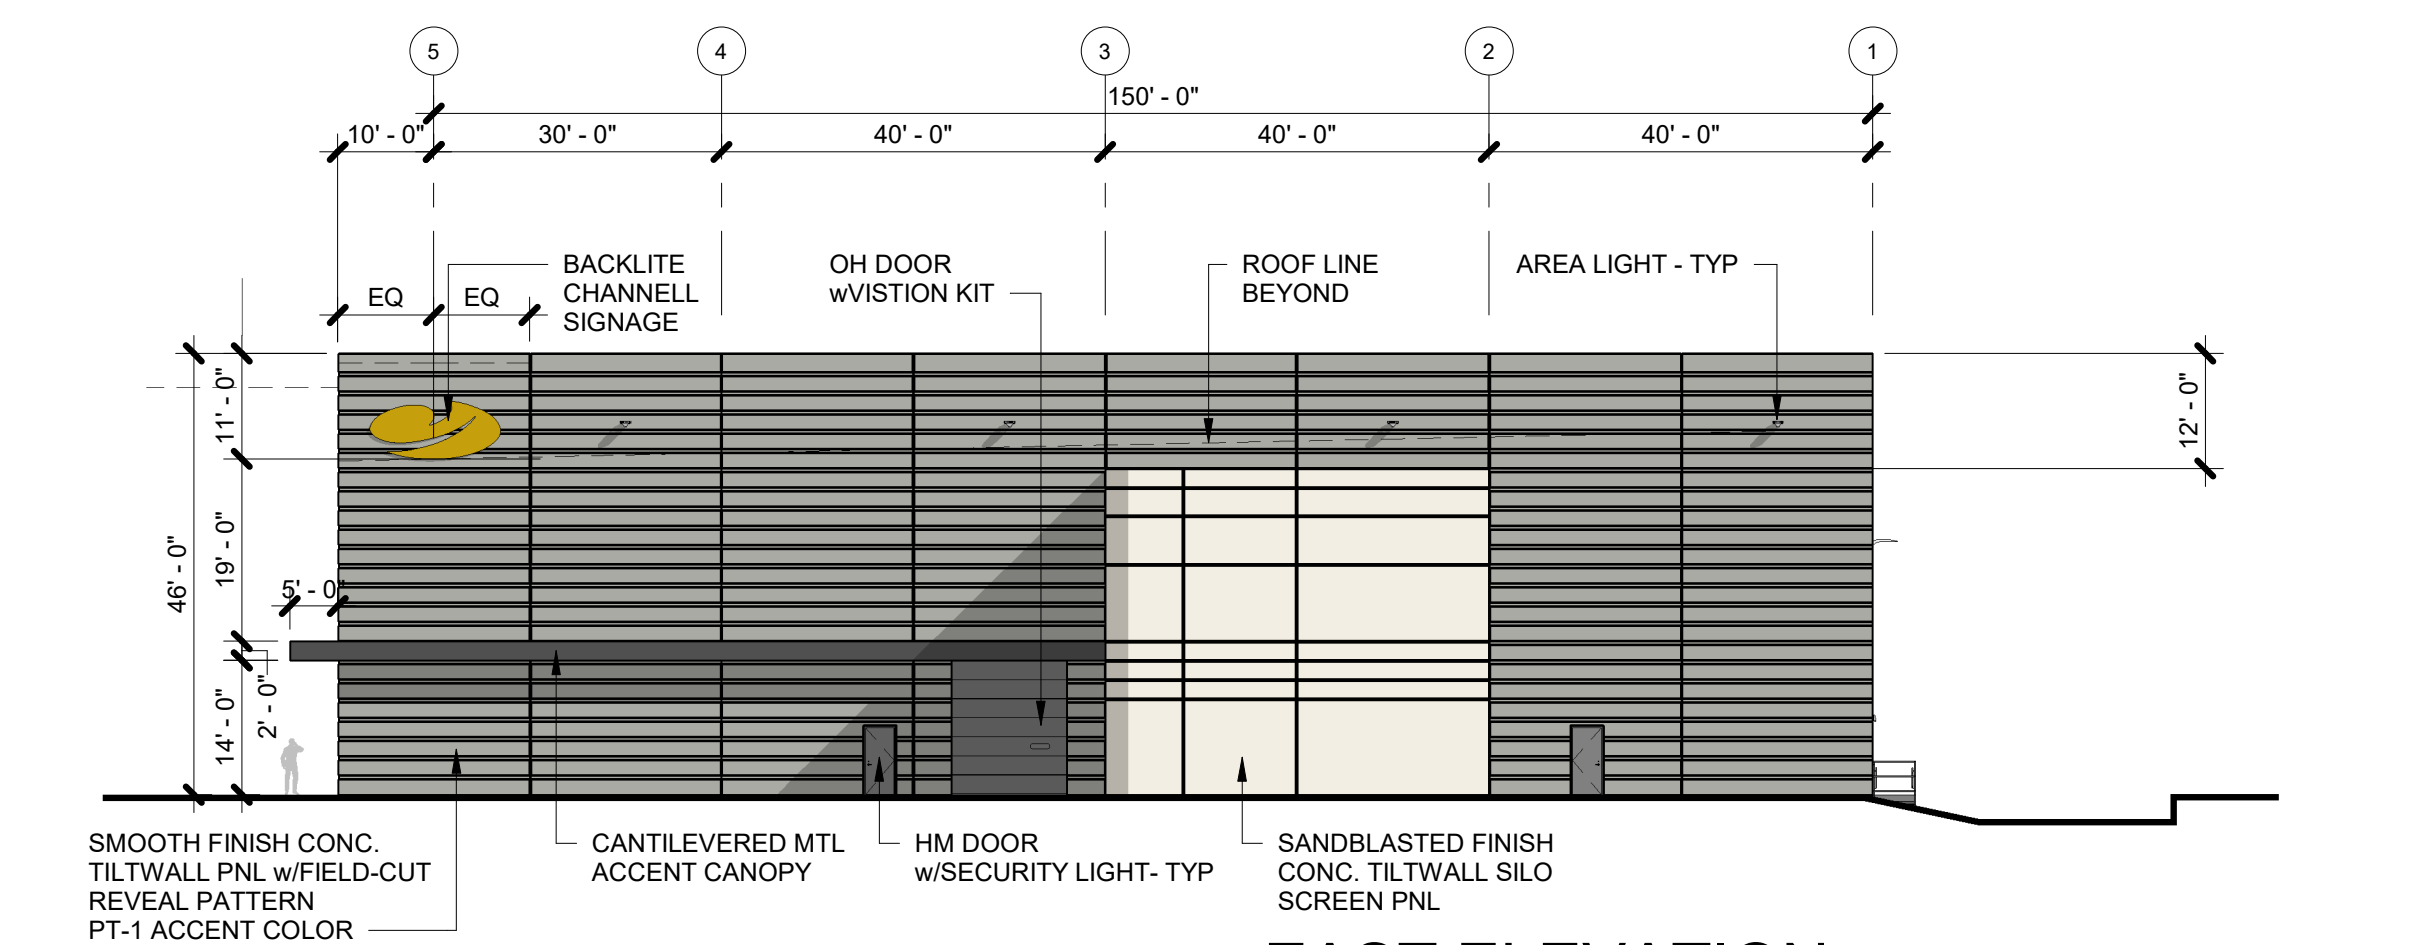 5
4
3
2
1
150' - 0"
10' - 0"
30' - 0"
40' - 0"
40' - 0"
40' - 0"
BACKLITE
CHANNELL
SIGNAGE
OH DOOR
wVISTION KIT
ROOF LINE
BEYOND
AREA LIGHT - TYP
EQ
EQ
11' - 0"
12' - 0"
46' - 0"
19' - 0"
5' - 0"
14' - 0"
2' - 0"
SMOOTH FINISH CONC.
TILTWALL PNL w/FIELD-CUT
REVEAL PATTERN
PT-1 ACCENT COLOR
CANTILEVERED MTL
ACCENT CANOPY
HM DOOR
w/SECURITY LIGHT- TYP
SANDBLASTED FINISH
CONC. TILTWALL SILO
SCREEN PNL
EAST ELEVATION